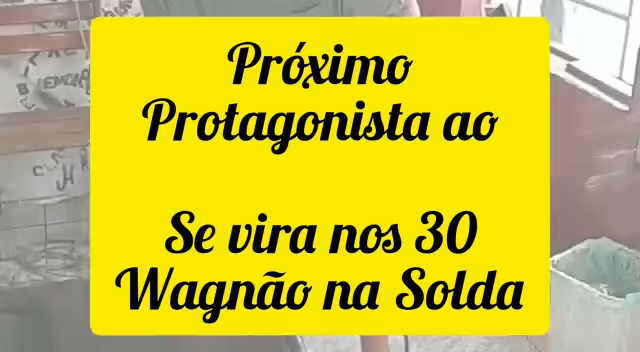 Próximo
Protagonista ao
Se vira nos 30
Wagnão na Solda